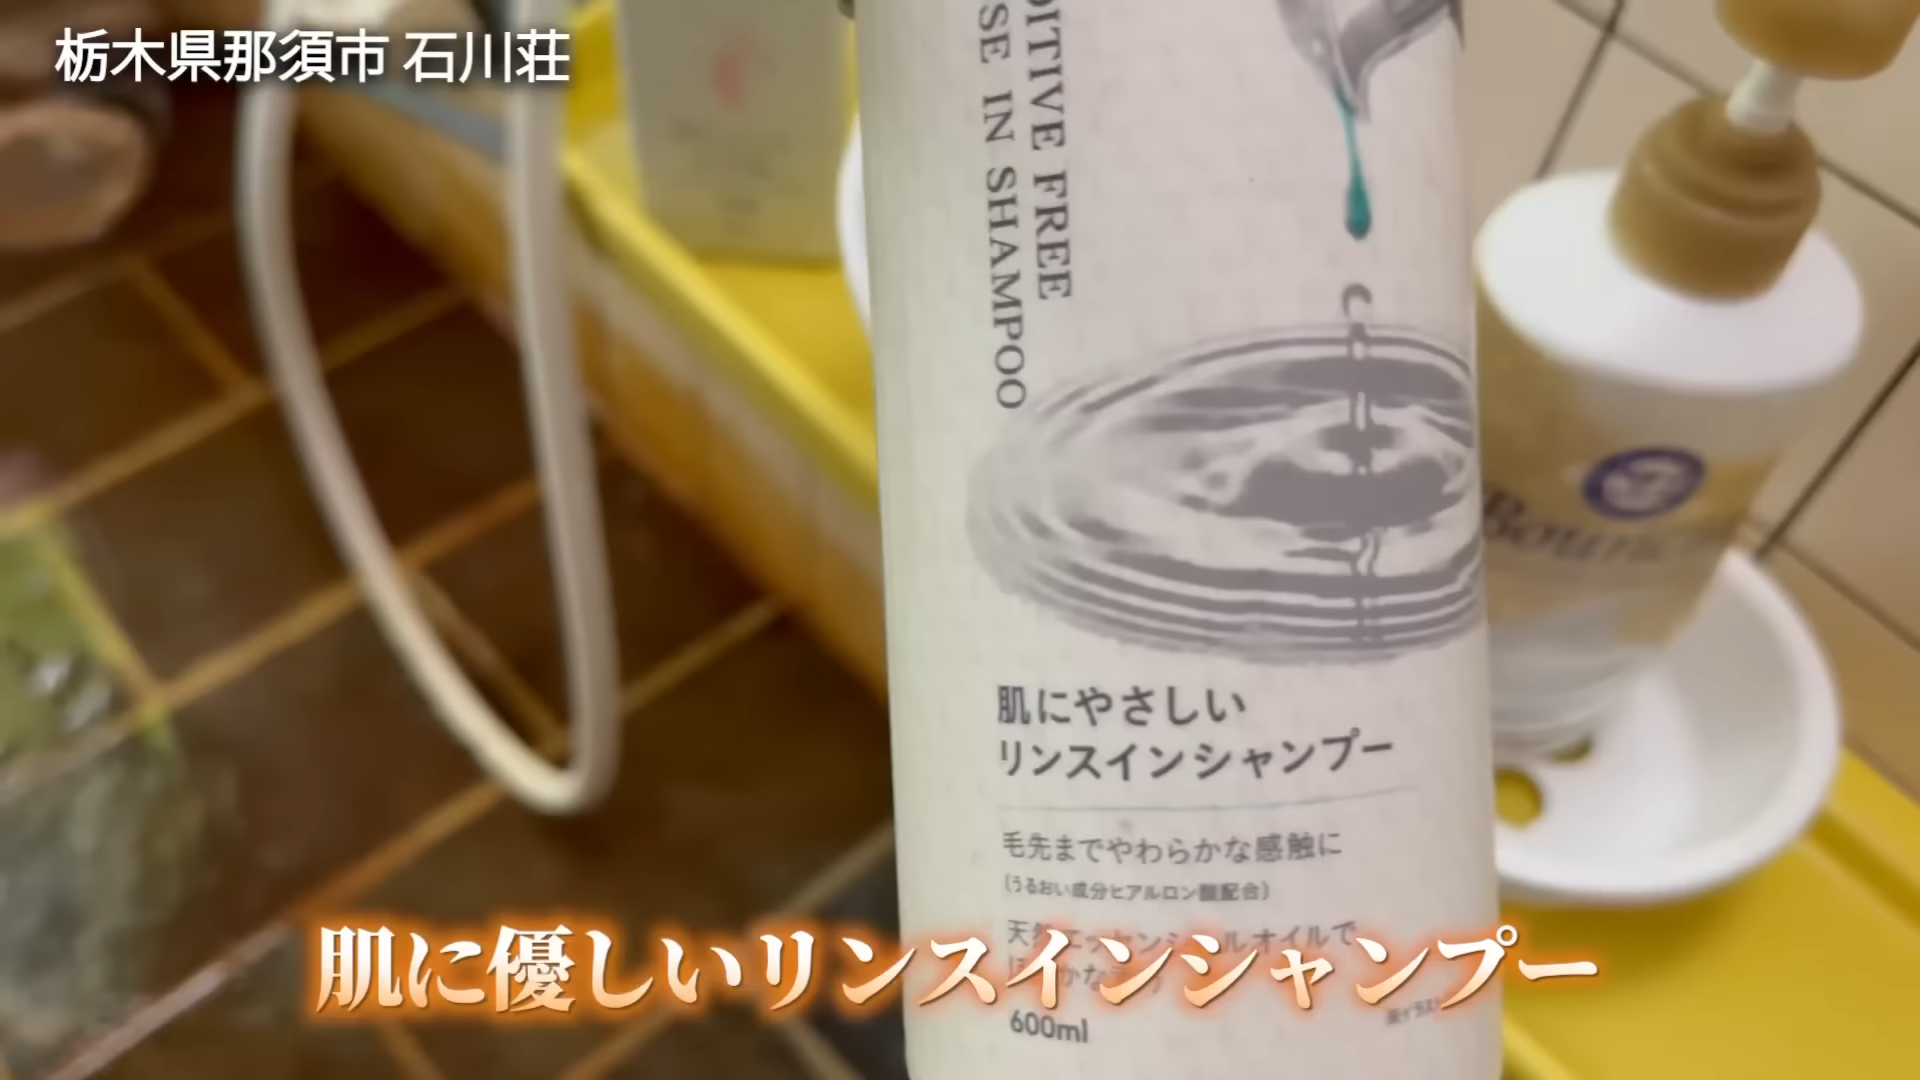 栃木県那須市 石川荘
DITIVE FREE
SE IN SHAMPOO
肌にやさしい
リンスインシャンプー
毛先までやわらかな感触に
(うるおい成分ヒアルロン酸配合)
肌に優しいリンスインシャンプー
600ml